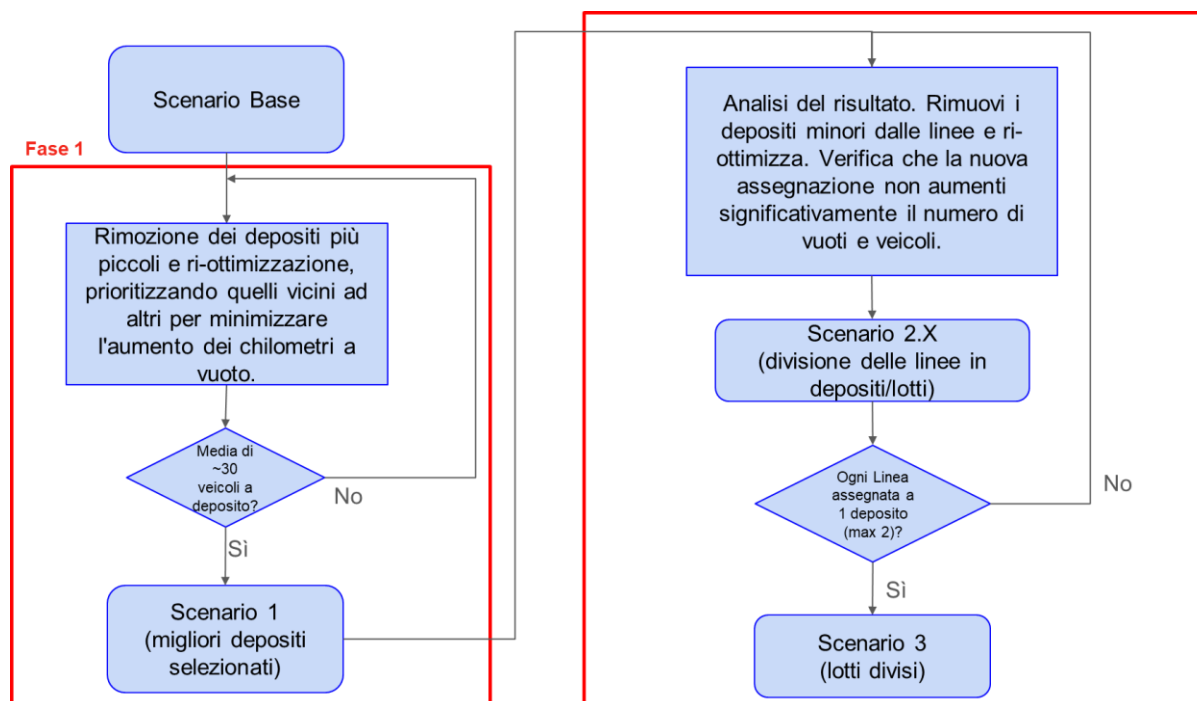 Scenario Base
Fase 1
Rimozione dei depositi più
piccoli e ri-ottimizzazione,
prioritizzando quelli vicini ad
altri per minimizzare
l'aumento dei chilometri a
vuoto.
Media di
~30
veicoli a
deposito?
No
Sì
Scenario 1
(migliori depositi
selezionati)
Analisi del risultato. Rimuovi i
depositi minori dalle linee e ri-
ottimizza. Verifica che la nuova
assegnazione non aumenti
significativamente il numero di
vuoti e veicoli.
Scenario 2.X
(divisione delle linee in
depositi/lotti)
Ogni Linea
assegnata a
1 deposito
(max 2)?
No
Sì
Scenario 3
(lotti divisi)